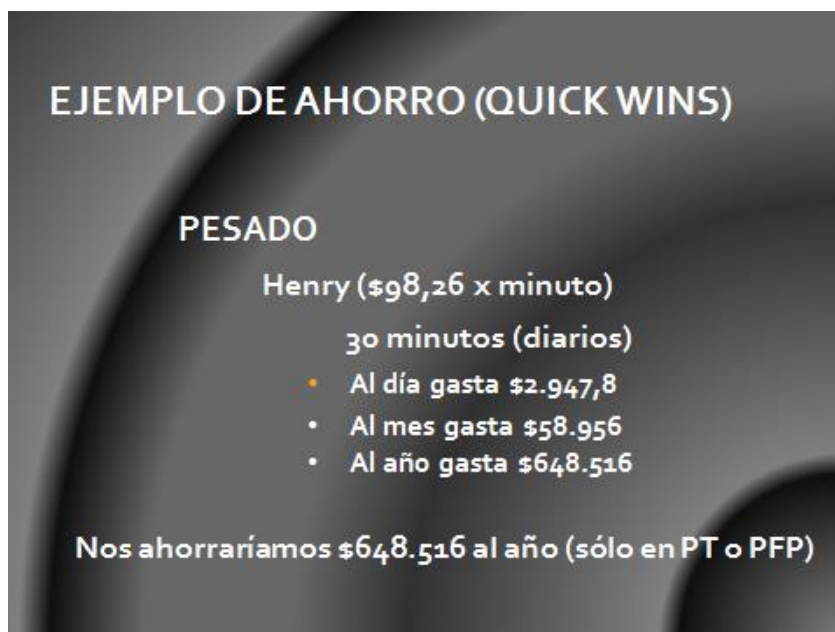 EJEMPLO DE AHORRO (QUICK WINS)
PESADO
Henry ($98,26 x minuto)
30 minutos (diarios)
• Al día gasta $2.947,8
• Al mes gasta $58.956
• Al año gasta $648.516
Nos ahorraríamos $648.516 al año (sólo en PT o PFP)